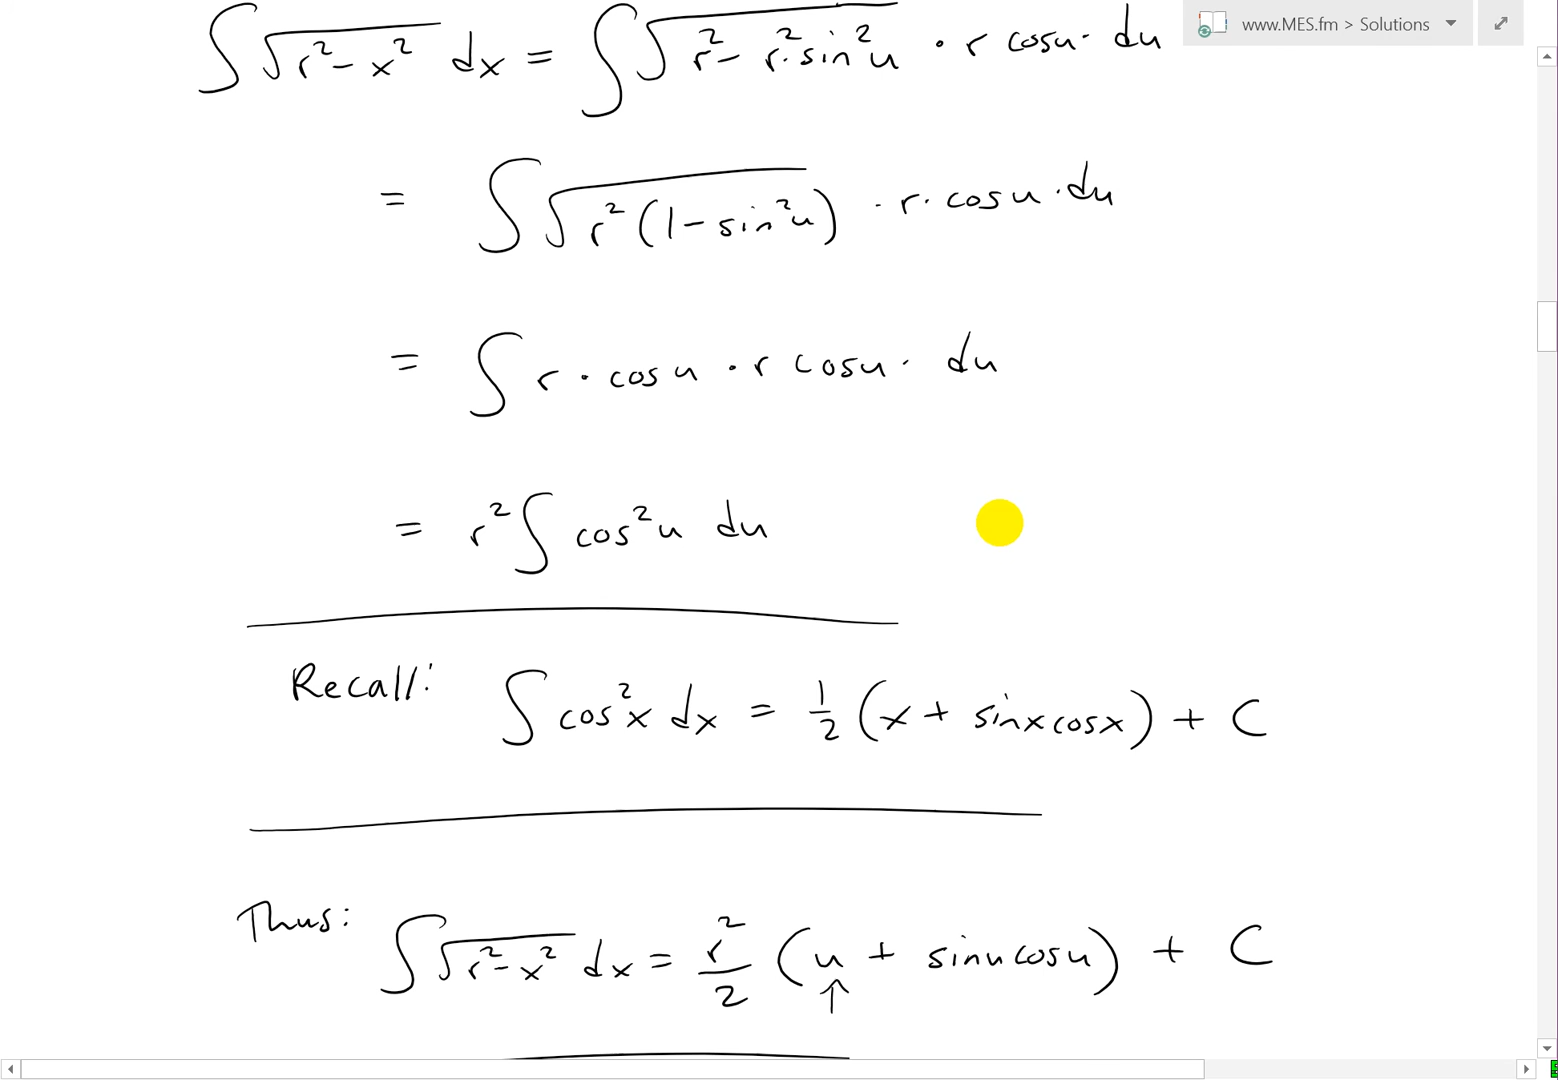 www.MES.fm > Solutions
∫√(r² - x²) dx = ∫√(r² - r²·sin²u) · r cosu · du
= ∫√(r²(1 - sin²u)) · r · cosu · du
= ∫ r · cosu · r cosu · du
= r² ∫ cos²u du
Recall: ∫ cos²x dx = 1/2 (x + sinx cosx) + C
Thus: ∫√(r² - x²) dx = r²/2 (u + sinu cosu) + C
↑